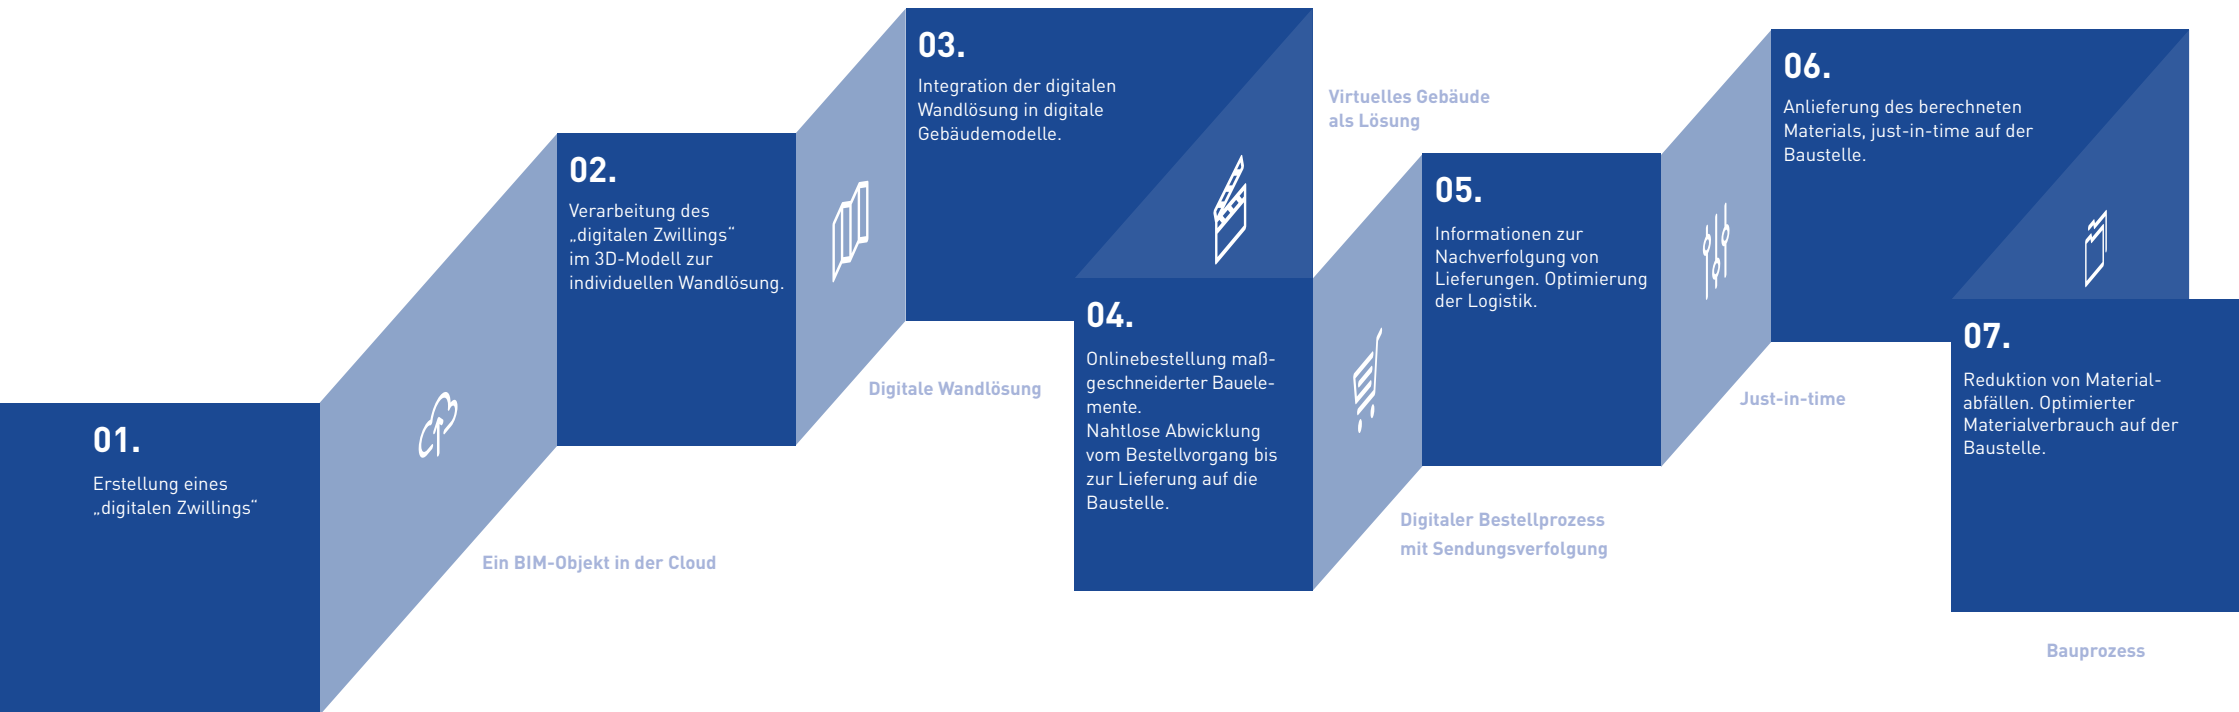 01.
Erstellung eines
„digitalen Zwillings“
Ein BIM-Objekt in der Cloud
02.
Verarbeitung des
„digitalen Zwillings“
im 3D-Modell zur
individuellen Wandlösung.
Digitale Wandlösung
03.
Integration der digitalen
Wandlösung in digitale
Gebäudemodelle.
Virtuelles Gebäude
als Lösung
04.
Onlinebestellung maß-
geschneiderter Bauele-
mente.
Nahtlose Abwicklung
vom Bestellvorgang bis
zur Lieferung auf die
Baustelle.
Digitaler Bestellprozess
mit Sendungsverfolgung
05.
Informationen zur
Nachverfolgung von
Lieferungen. Optimierung
der Logistik.
Just-in-time
06.
Anlieferung des berechneten
Materials, just-in-time auf der
Baustelle.
07.
Reduktion von Material-
abfällen. Optimierter
Materialverbrauch auf der
Baustelle.
Bauprozess